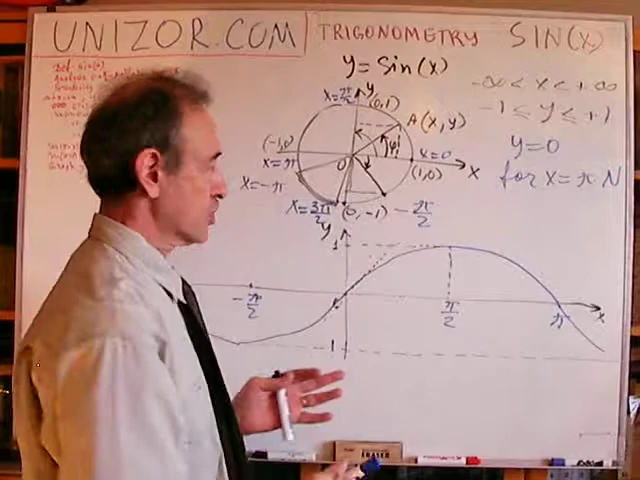 UNIZOR.COM
TRIGONOMETRY SIN(x)
y = Sin(x)
-∞ < x < +∞
-1 ≤ y ≤ +1
y=0
for x=π·N
x=π/2 y (0,1)
A(x,y)
(-1,0)
x=π
x=-π
0
φ
x=0
(1,0)
x
x=3π/2 (0,-1) -π/2
y
1
-π/2
π/2
π
x
-1
ERASER